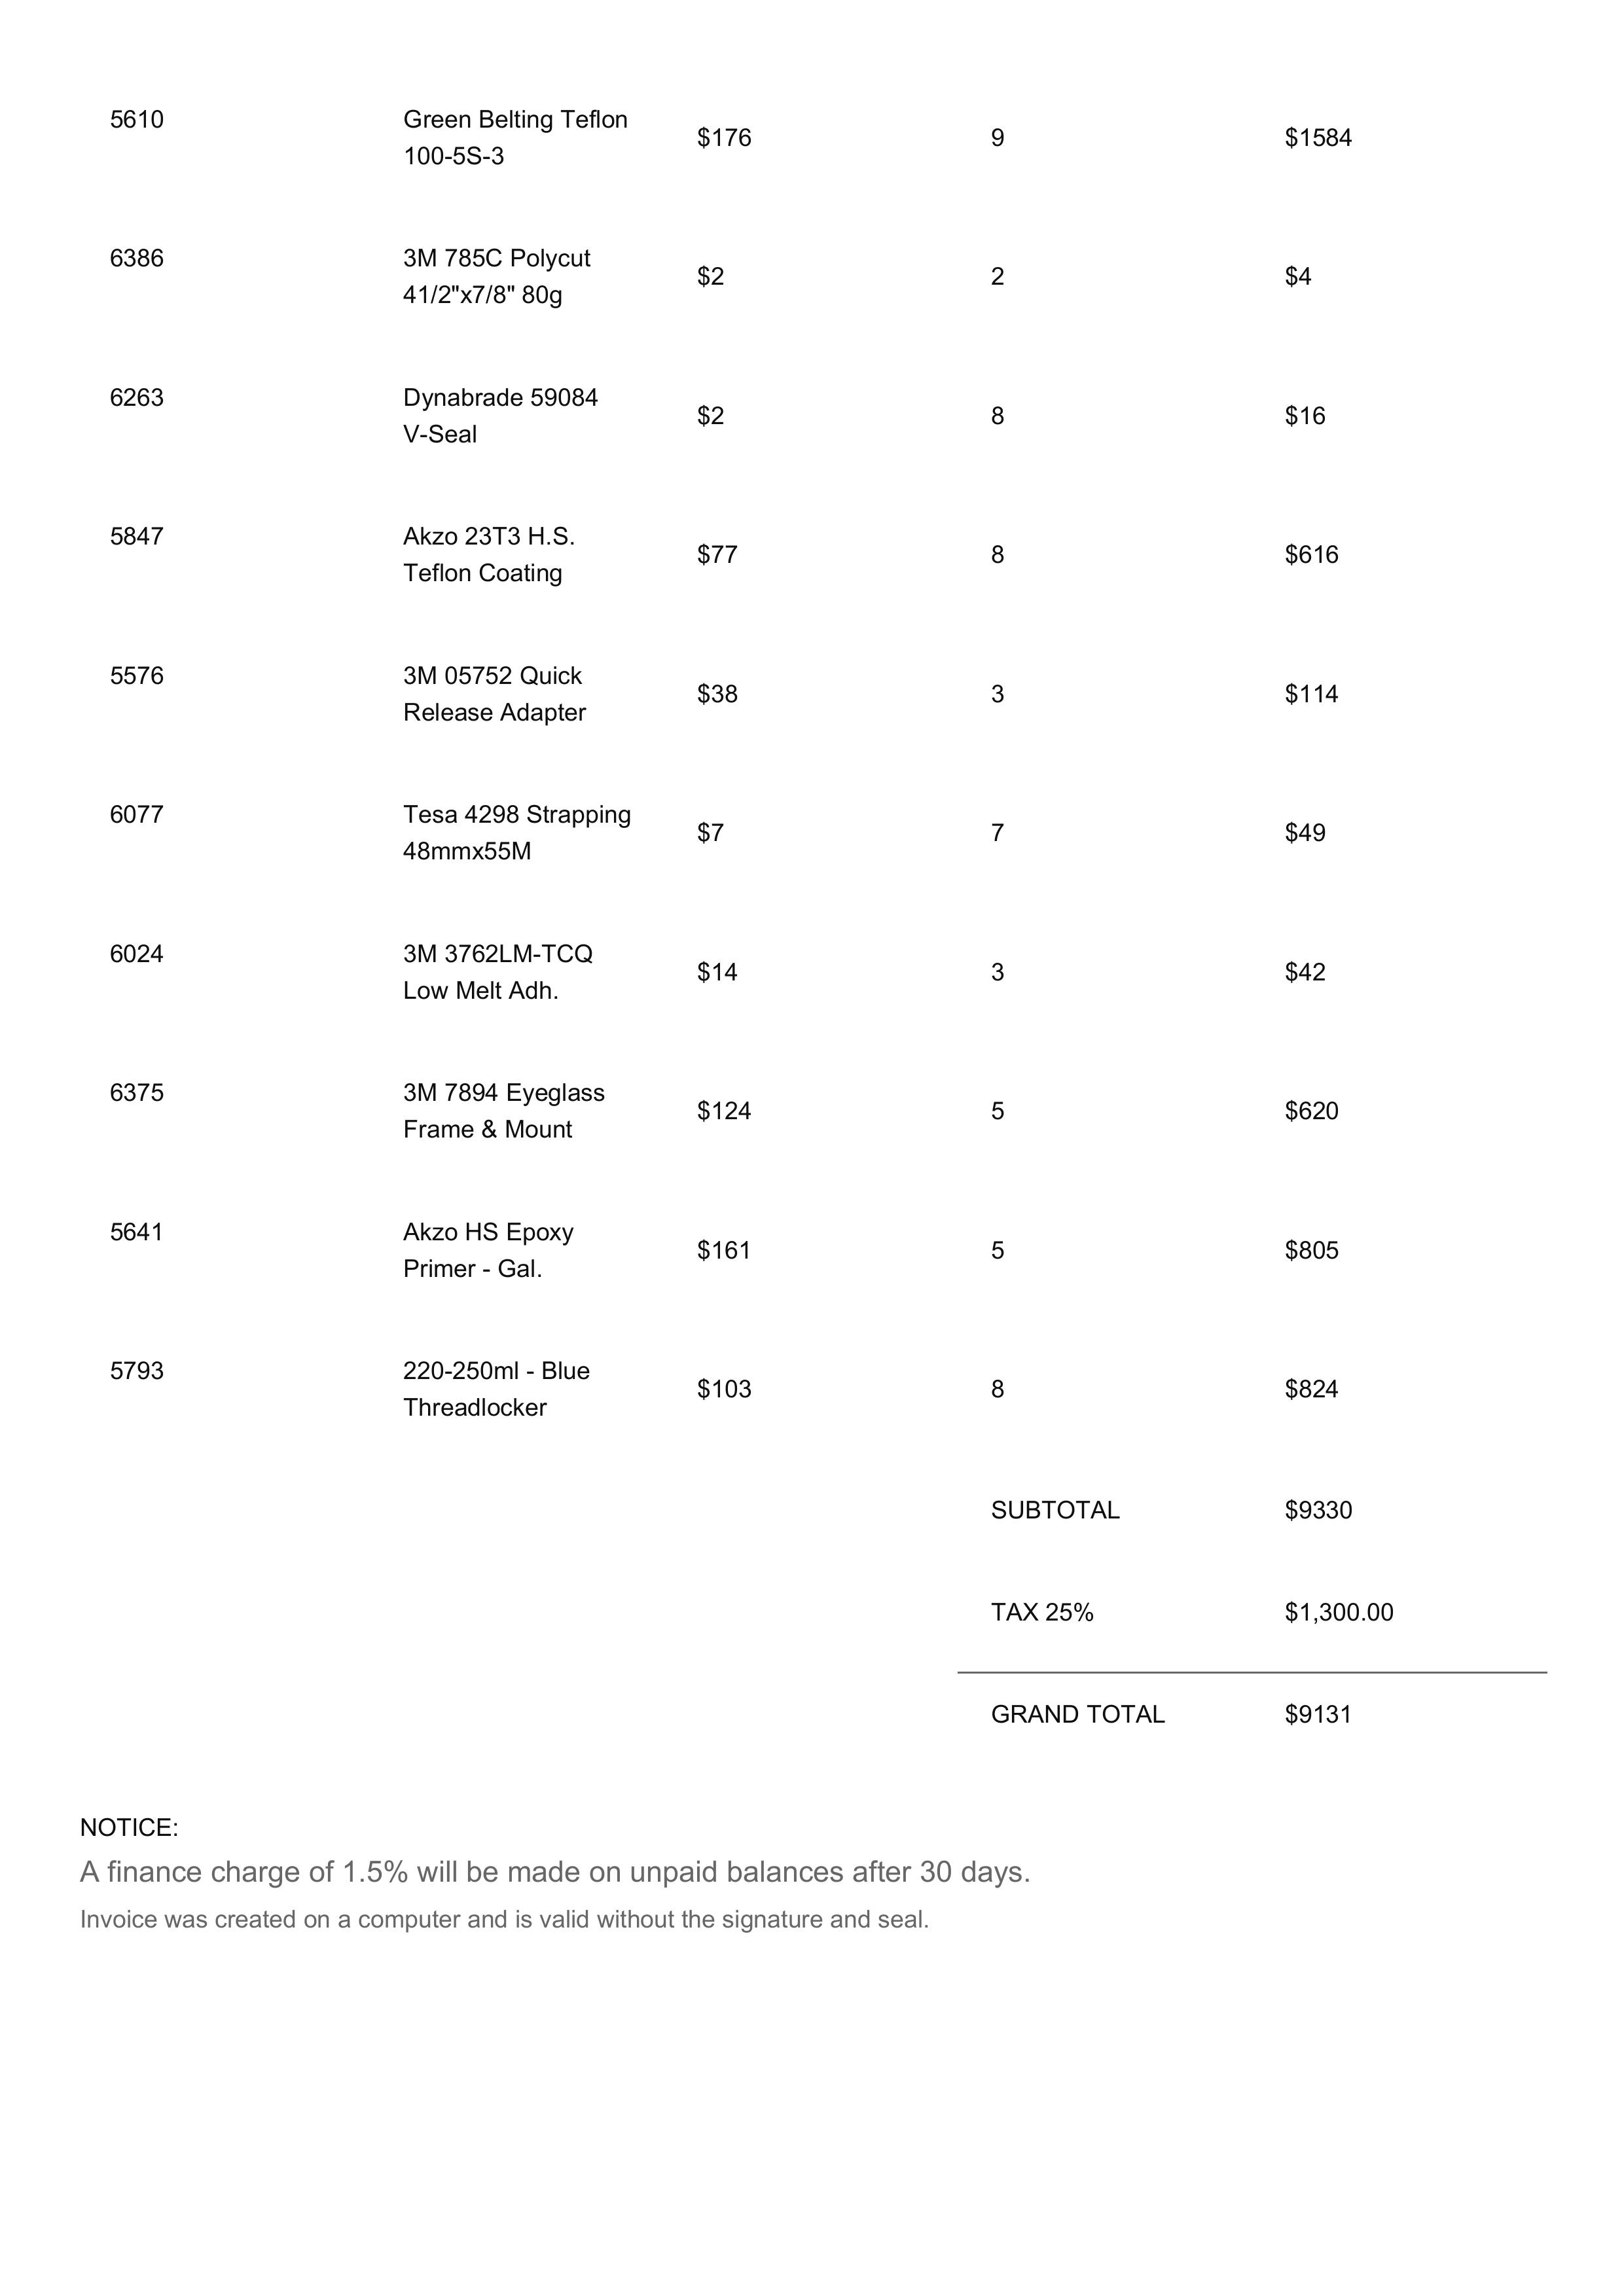 5610 Green Belting Teflon $176 9 $1584
100-5S-3
6386 3M 785C Polycut $2 2 $4
41/2"x7/8" 80g
6263 Dynabrade 59084 $2 8 $16
V-Seal
5847 Akzo 23T3 H.S. $77 8 $616
Teflon Coating
5576 3M 05752 Quick $38 3 $114
Release Adapter
6077 Tesa 4298 Strapping $7 7 $49
48mmx55M
6024 3M 3762LM-TCQ $14 3 $42
Low Melt Adh.
6375 3M 7894 Eyeglass $124 5 $620
Frame & Mount
5641 Akzo HS Epoxy $161 5 $805
Primer - Gal.
5793 220-250ml - Blue $103 8 $824
Threadlocker
SUBTOTAL $9330
TAX 25% $1,300.00
GRAND TOTAL $9131
NOTICE:
A finance charge of 1.5% will be made on unpaid balances after 30 days.
Invoice was created on a computer and is valid without the signature and seal.